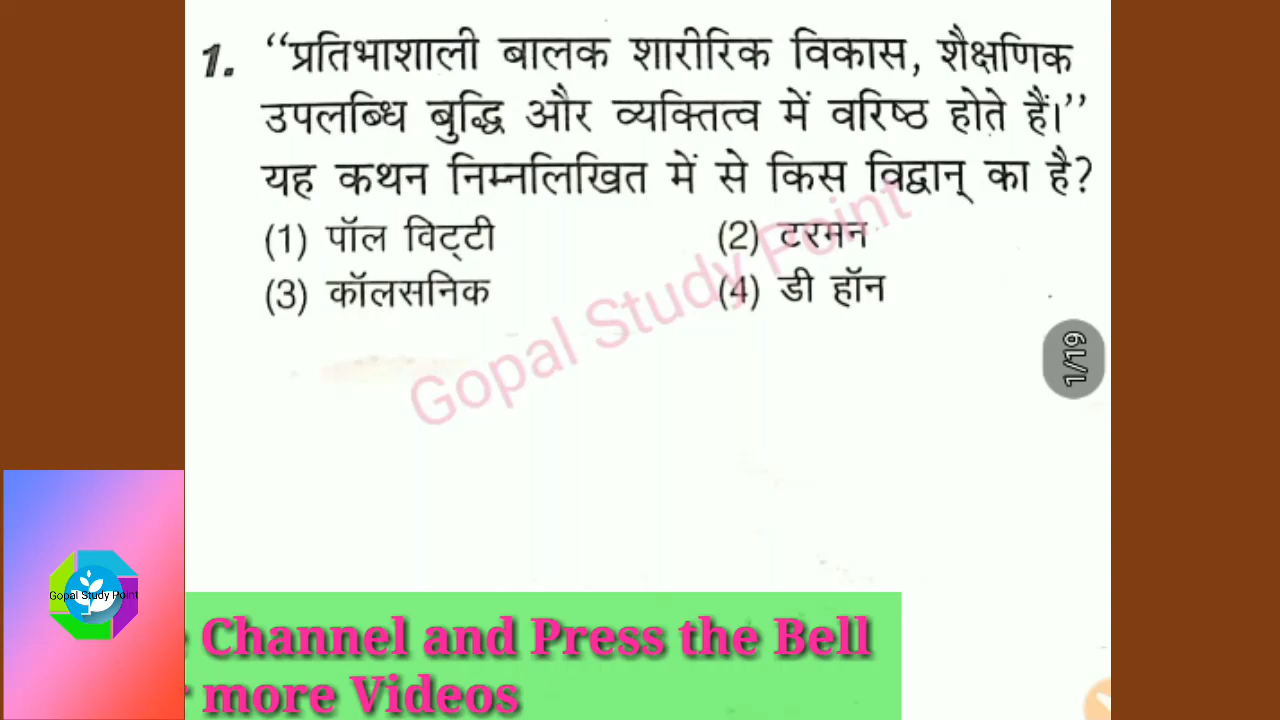 1. ‘‘प्रतिभाशाली बालक शारीरिक विकास, शैक्षणिक
उपलब्धि बुद्धि और व्यक्तित्व में वरिष्ठ होते हैं।’’
यह कथन निम्नलिखित में से किस विद्वान् का है?
(1) पॉल विट्टी (2) टरमन
(3) कॉलसनिक (4) डी हॉन
Gopal Study Point
1/19
Gopal Study Point
Channel and Press the Bell
more Videos